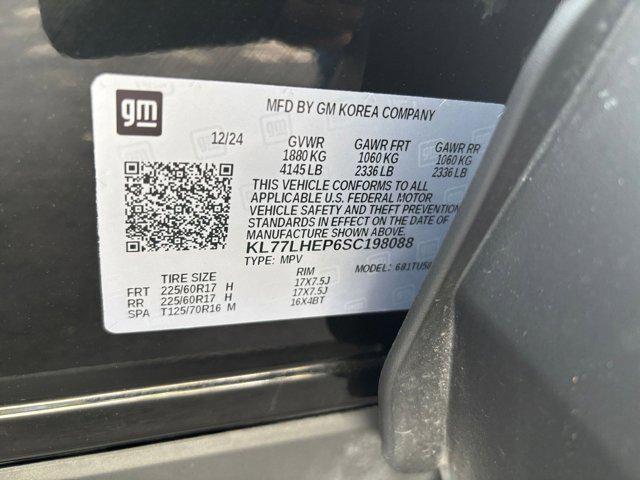 gm
MFD BY GM KOREA COMPANY
12/24 GVWR GAWR FRT GAWR RR
1880 KG 1060 KG 1060 KG
4145 LB 2336 LB 2336 LB
THIS VEHICLE CONFORMS TO ALL
APPLICABLE U.S. FEDERAL MOTOR
VEHICLE SAFETY AND THEFT PREVENTION
STANDARDS IN EFFECT ON THE DATE OF
MANUFACTURE SHOWN ABOVE.
KL77LHEP6SC198088
TYPE: MPV MODEL:
TIRE SIZE RIM
FRT 225/60R17 H 17X7.5J
RR 225/60R17 H 17X7.5J
SPA T125/70R16 M 16X4BT